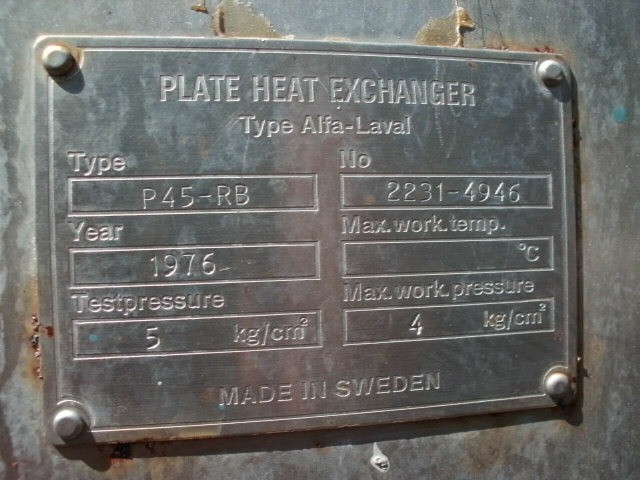 PLATE HEAT EXCHANGER
Type Alfa-Laval
Type No
P45-RB 2231-4946
Year Max. work. temp.
1976 °C
Testpressure Max. work. pressure
5 kg/cm² 4 kg/cm²
MADE IN SWEDEN